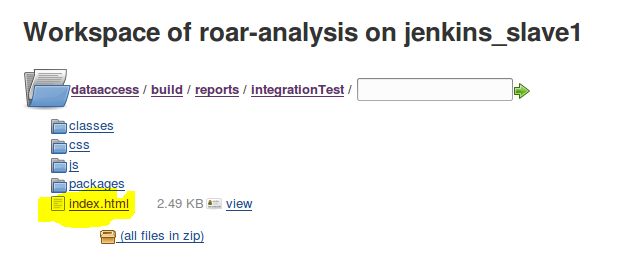 Workspace of roar-analysis on jenkins_slave1
dataaccess / build / reports / integrationTest /
classes
css
js
packages
index.html 2.49 KB view
(all files in zip)